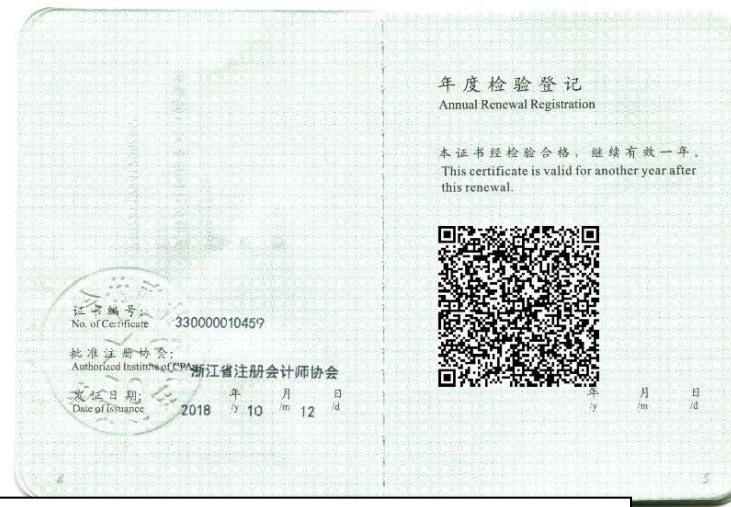 证书编号:
No. of Certificate 330000010459
批准注册协会:
Authorized Institute of CPAs 浙江省注册会计师协会
发证日期: 年 月 日
Date of Issuance 2018 /y 10 /m 12 /d
4
年度检验登记
Annual Renewal Registration
本证书经检验合格，继续有效一年。
This certificate is valid for another year after
this renewal.
年 月 日
/y /m /d
5